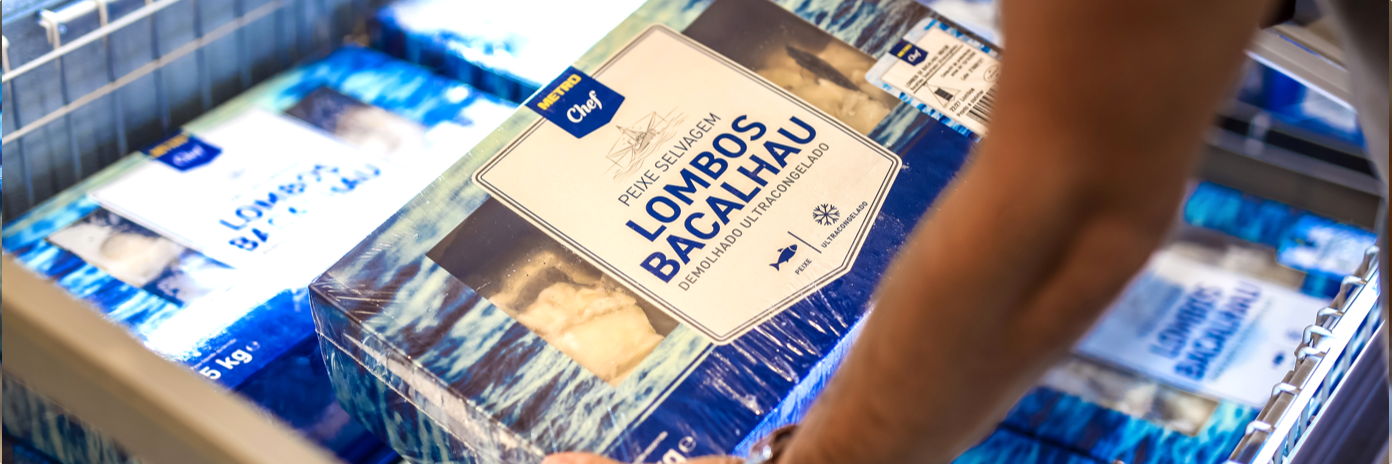 METRO
Chef
PEIXE SELVAGEM
LOMBOS
BACALHAU
DEMOLHADO ULTRACONGELADO
PEIXE
ULTRACONGELADO
METRO
Chef
LOMBOS
5 kg e
LOMBOS
BACALHAU